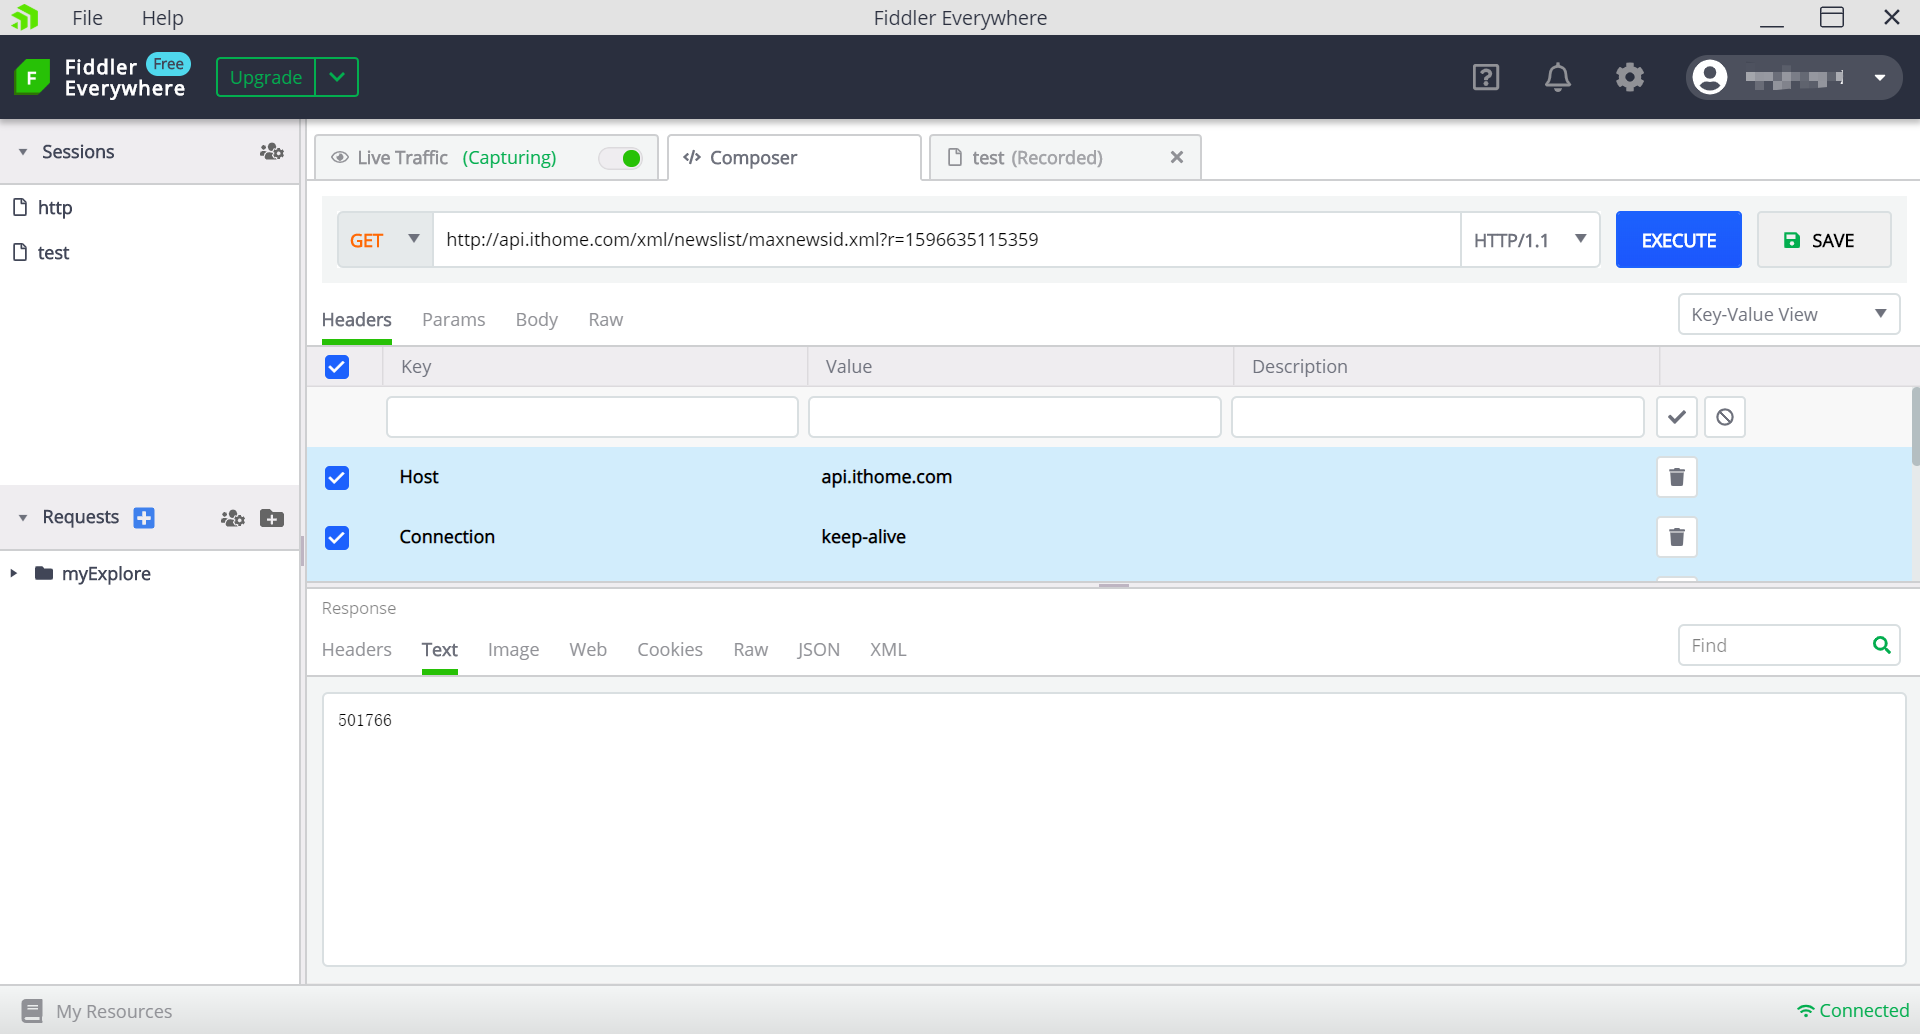 File Help Fiddler Everywhere
Fiddler Free
Everywhere
Upgrade
Sessions
http
test
Requests
myExplore
Live Traffic (Capturing) Composer test (Recorded)
GET http://api.ithome.com/xml/newslist/maxnewsid.xml?r=1596635115359 HTTP/1.1 EXECUTE SAVE
Headers Params Body Raw Key-Value View
Key Value Description
Host api.ithome.com
Connection keep-alive
Response
Headers Text Image Web Cookies Raw JSON XML Find
501766
My Resources Connected